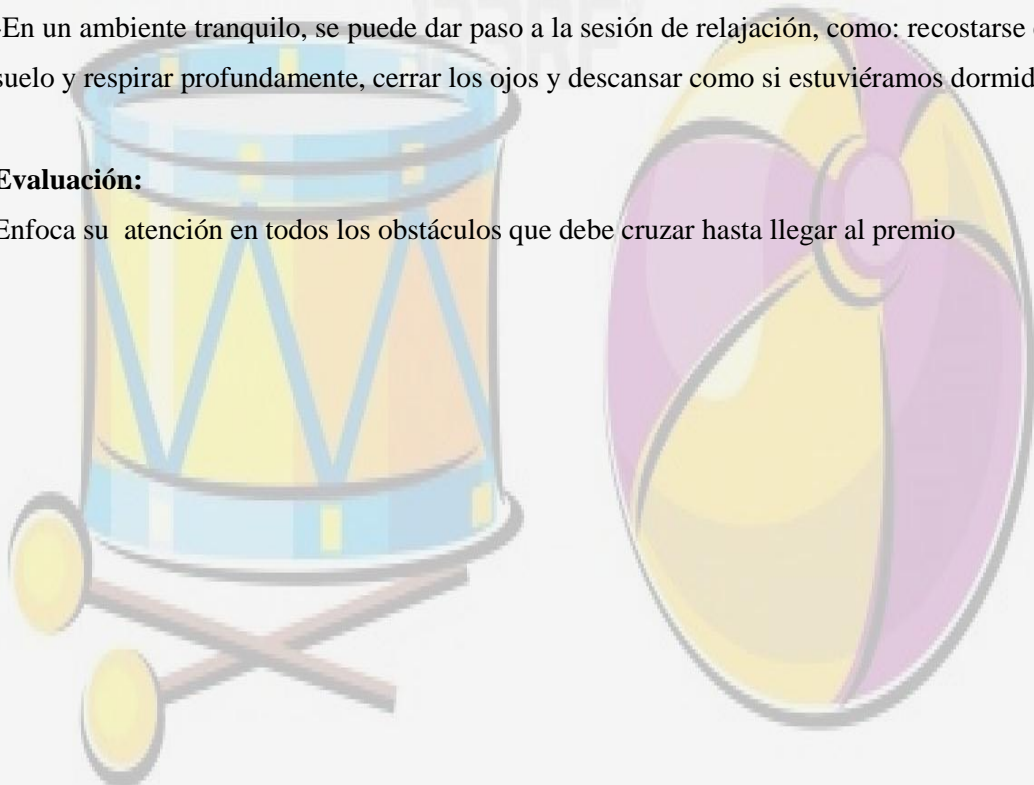 -En un ambiente tranquilo, se puede dar paso a la sesión de relajación, como: recostarse
suelo y respirar profundamente, cerrar los ojos y descansar como si estuviéramos
Evaluación:
Enfoca su atención en todos los obstáculos que debe cruzar hasta llegar al premio